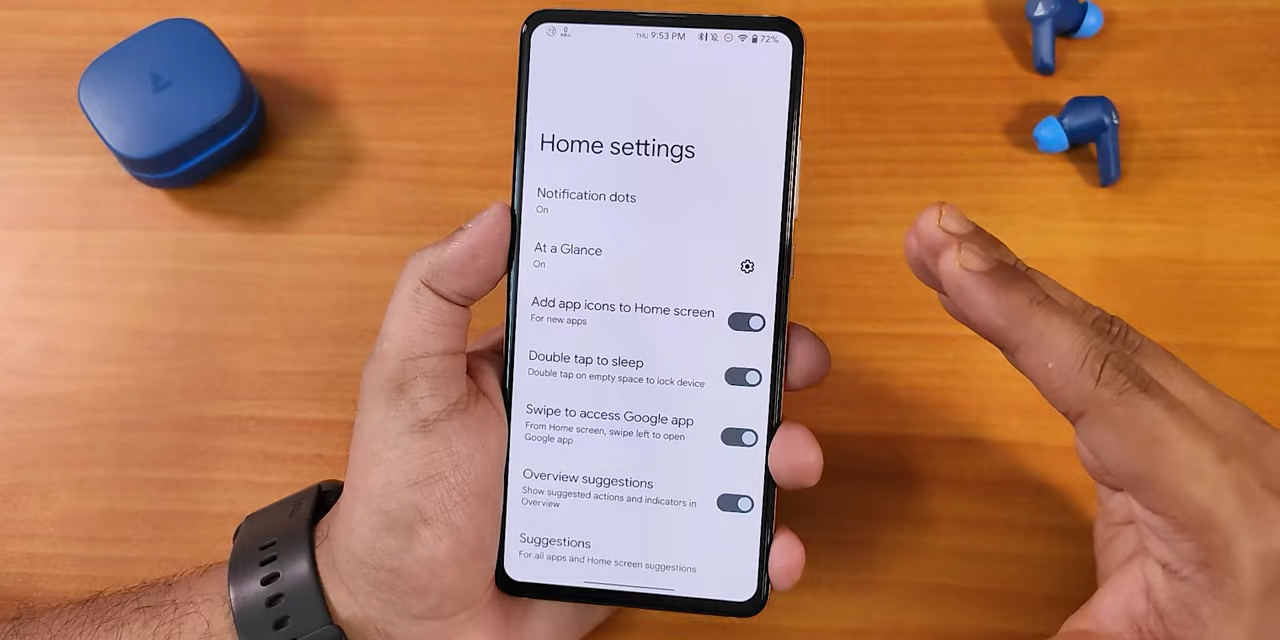 THU 9:53 PM
72%
Home settings
Notification dots
On
At a Glance
On
Add app icons to Home screen
For new apps
Double tap to sleep
Double tap on empty space to lock device
Swipe to access Google app
From Home screen, swipe left to open
Google app
Overview suggestions
Show suggested actions and indicators in
Overview
Suggestions
For all apps and Home screen suggestions